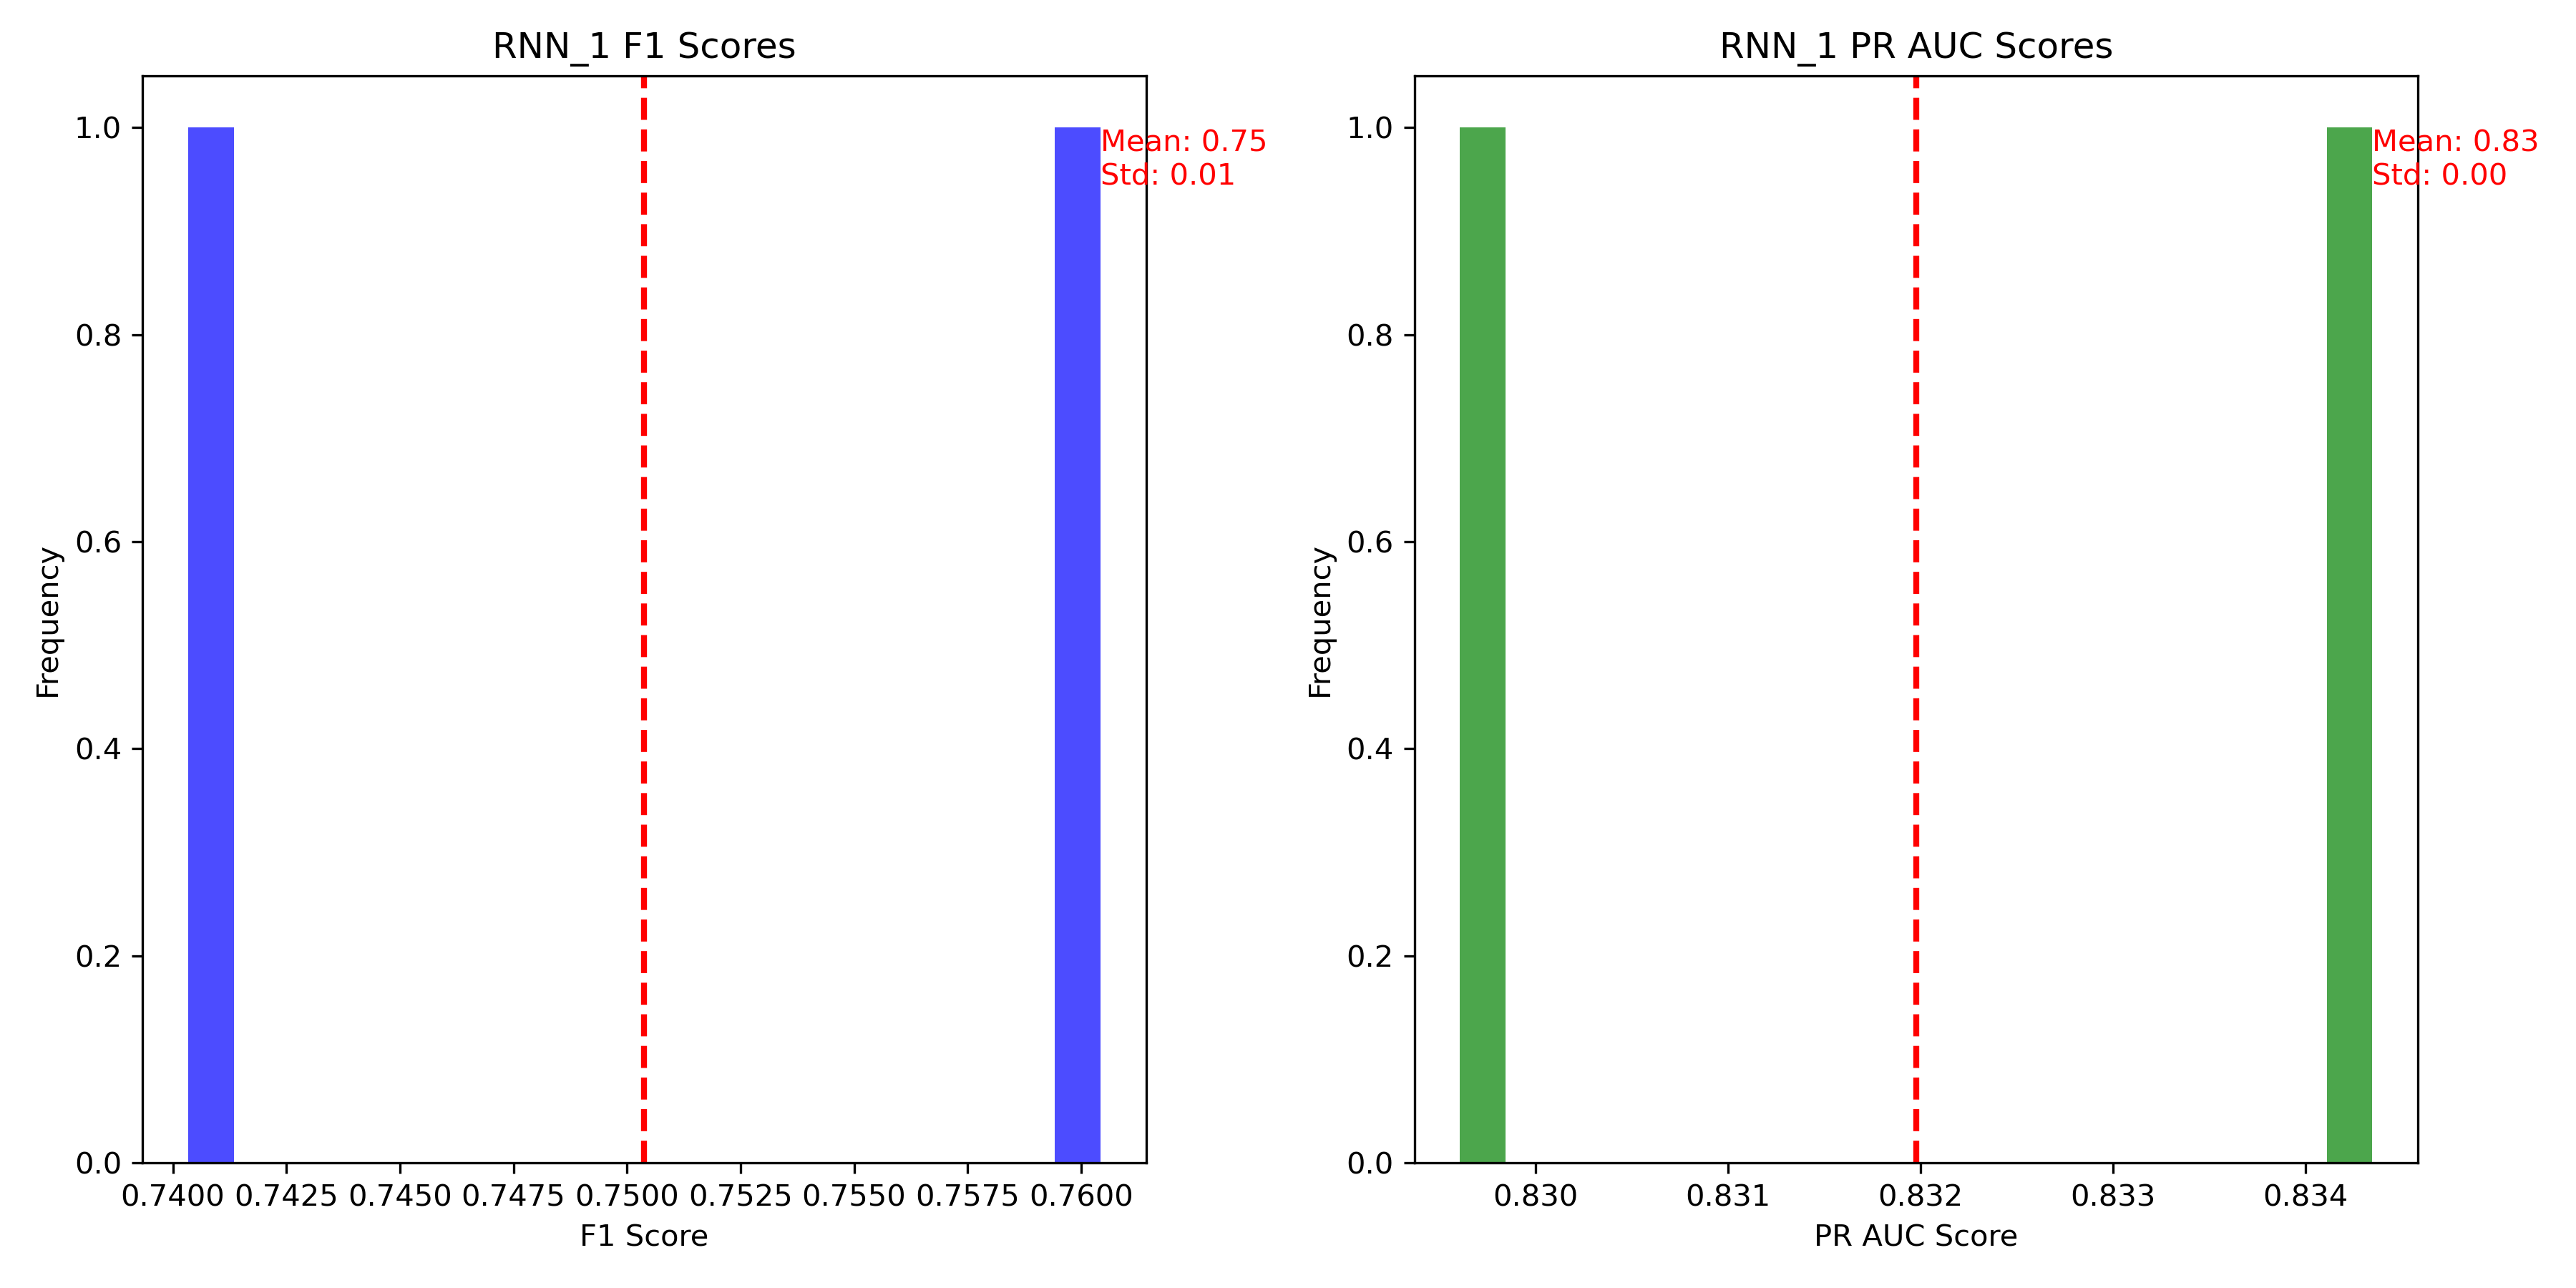 RNN_1 F1 Scores
1.0
0.8
0.6
0.4
0.2
0.0
Frequency
Mean: 0.75
Std: 0.01
0.7400 0.7425 0.7450 0.7475 0.7500 0.7525 0.7550 0.7575 0.7600
F1 Score
RNN_1 PR AUC Scores
1.0
0.8
0.6
0.4
0.2
0.0
Frequency
Mean: 0.83
Std: 0.00
0.830 0.831 0.832 0.833 0.834
PR AUC Score